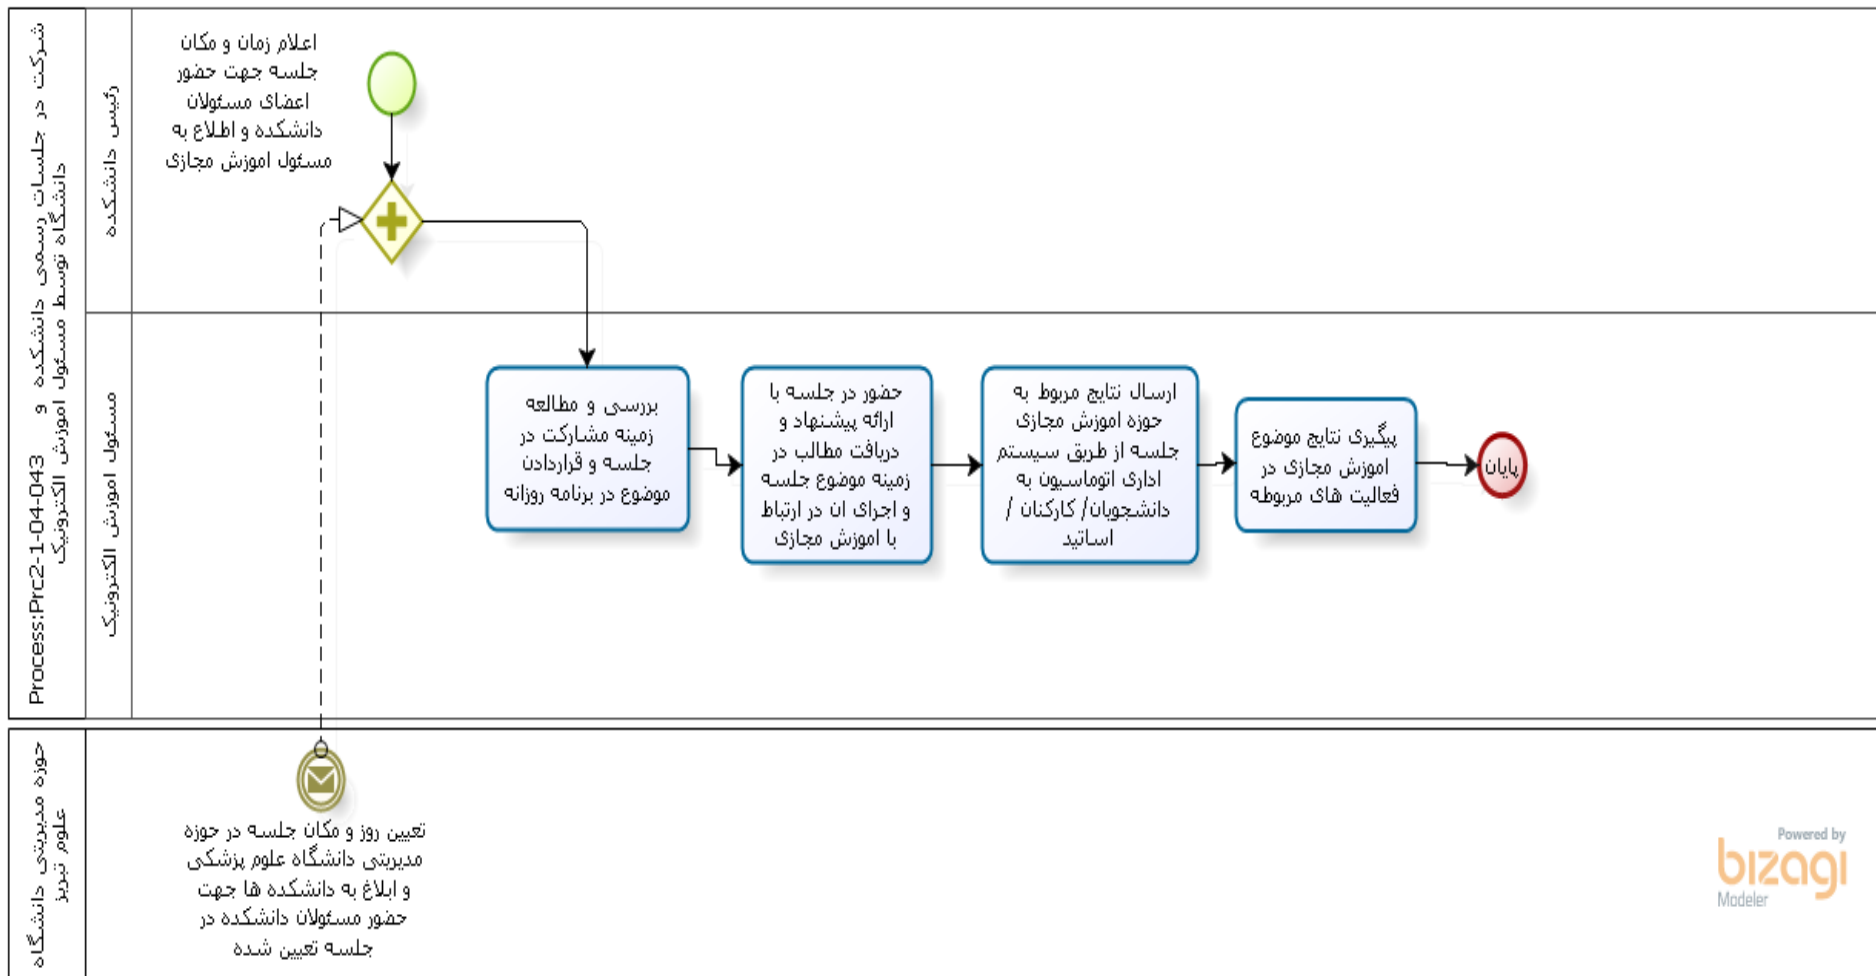 Process:Prc2-1-04-043 شرکت در جلسات رسمی دانشکده و
دانشگاه توسط مسئول اموزش الکترونیک
رئیس دانشکده
اعلام زمان و مکان
جلسه جهت حضور
اعضای مسئولان
دانشکده و اطلاع به
مسئول اموزش مجازی
مسئول اموزش الکترونیک
بررسی و مطالعه
زمینه مشارکت در
جلسه و قراردادن
موضوع در برنامه روزانه
حضور در جلسه با
ارائه پیشنهاد و
دریافت مطالب در
زمینه موضوع جلسه
و اجرای ان در ارتباط
با اموزش مجازی
ارسال نتایج مربوط به
حوزه اموزش مجازی
جلسه از طریق سیستم
اداری اتوماسیون به
دانشجویان/ کارکنان /
اساتید
پیگیری نتایج موضوع
اموزش مجازی در
فعالیت های مربوطه
پایان
حوزه مدیریتی دانشگاه
علوم تبریز
تعیین روز و مکان جلسه در حوزه
مدیریتی دانشگاه علوم پزشکی
و ابلاغ به دانشکده ها جهت
حضور مسئولان دانشکده در
جلسه تعیین شده
Powered by
bizagi
Modeler